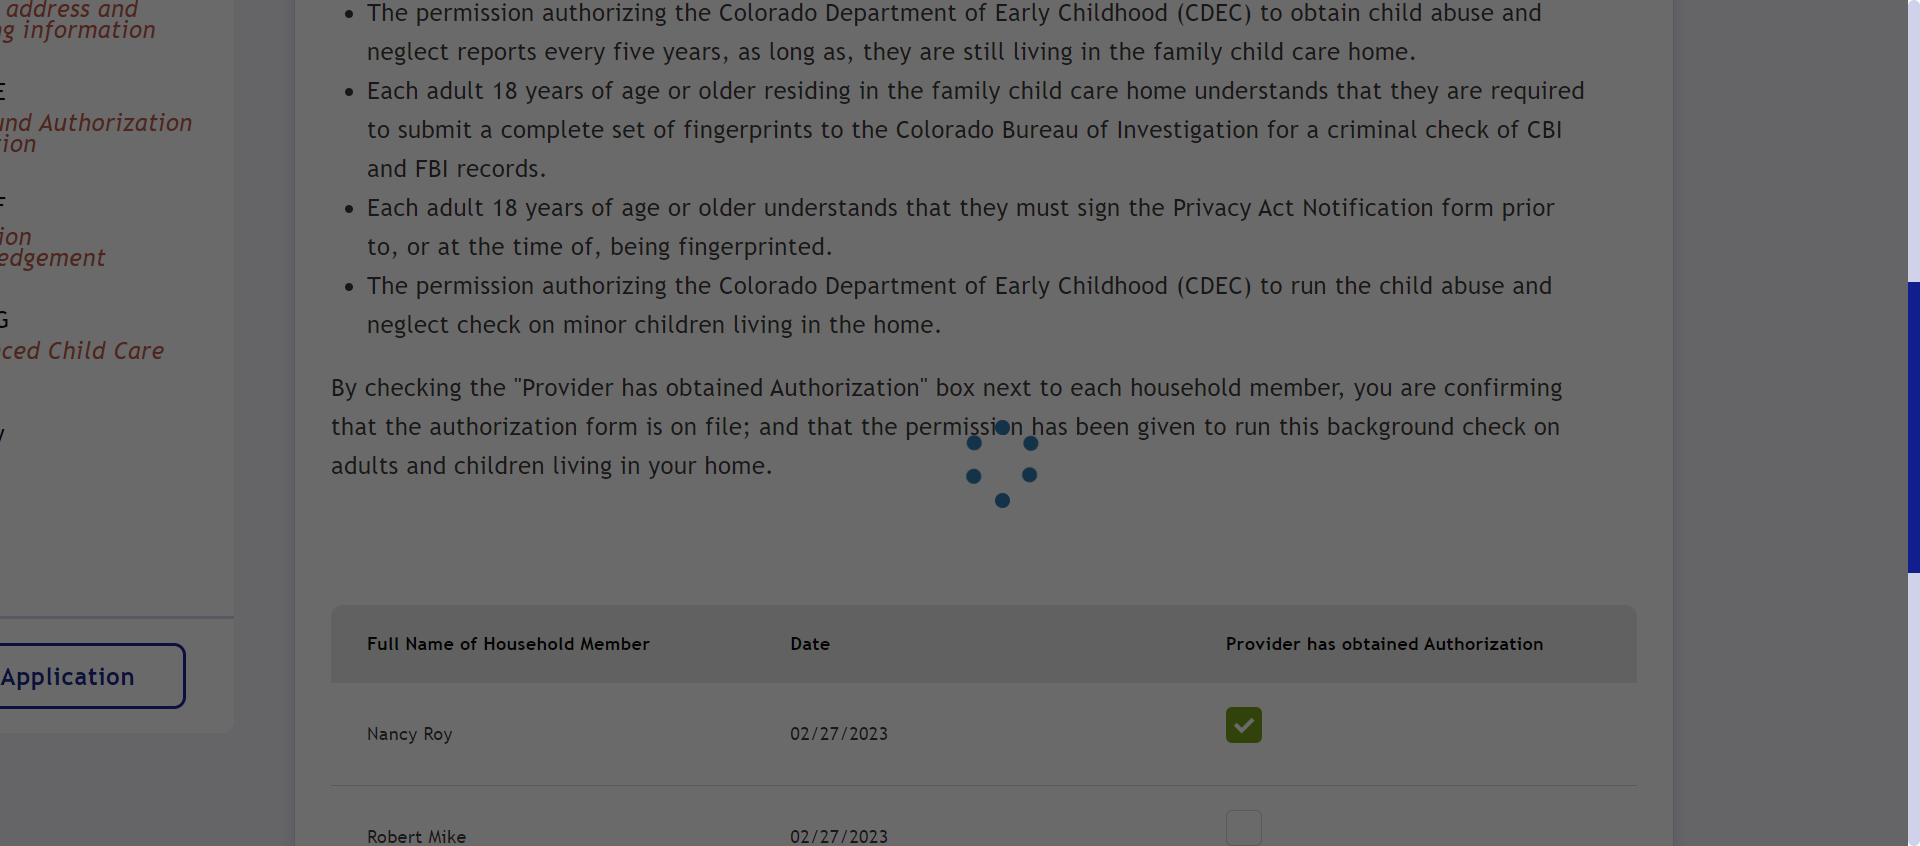 address and
g information
E
und Authorization
tion
F
ion
edgement
G
ced Child Care
y
Application
• The permission authorizing the Colorado Department of Early Childhood (CDEC) to obtain child abuse and
neglect reports every five years, as long as, they are still living in the family child care home.
• Each adult 18 years of age or older residing in the family child care home understands that they are required
to submit a complete set of fingerprints to the Colorado Bureau of Investigation for a criminal check of CBI
and FBI records.
• Each adult 18 years of age or older understands that they must sign the Privacy Act Notification form prior
to, or at the time of, being fingerprinted.
• The permission authorizing the Colorado Department of Early Childhood (CDEC) to run the child abuse and
neglect check on minor children living in the home.
By checking the "Provider has obtained Authorization" box next to each household member, you are confirming
that the authorization form is on file; and that the permission has been given to run this background check on
adults and children living in your home.
Full Name of Household Member Date Provider has obtained Authorization
Nancy Roy 02/27/2023
Robert Mike 02/27/2023